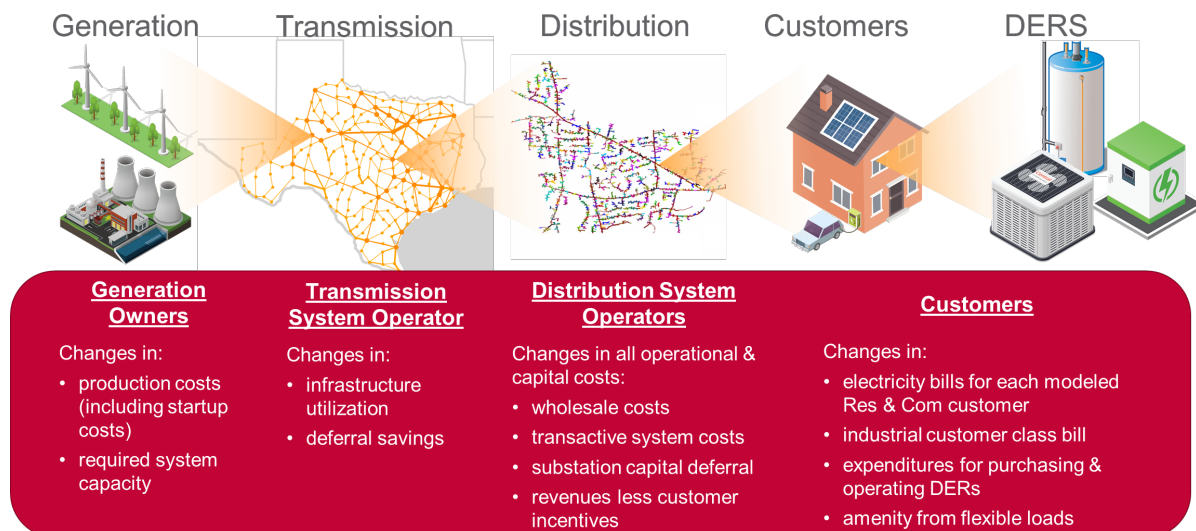 Generation
Transmission
Distribution
Customers
DERS
Generation
Owners
Changes in:
• production costs
(including startup
costs)
• required system
capacity
Transmission
System Operator
Changes in:
• infrastructure
utilization
• deferral savings
Distribution System
Operators
Changes in all operational &
capital costs:
• wholesale costs
• transactive system costs
• substation capital deferral
• revenues less customer
incentives
Customers
Changes in:
• electricity bills for each modeled
Res & Com customer
• industrial customer class bill
• expenditures for purchasing &
operating DERs
• amenity from flexible loads